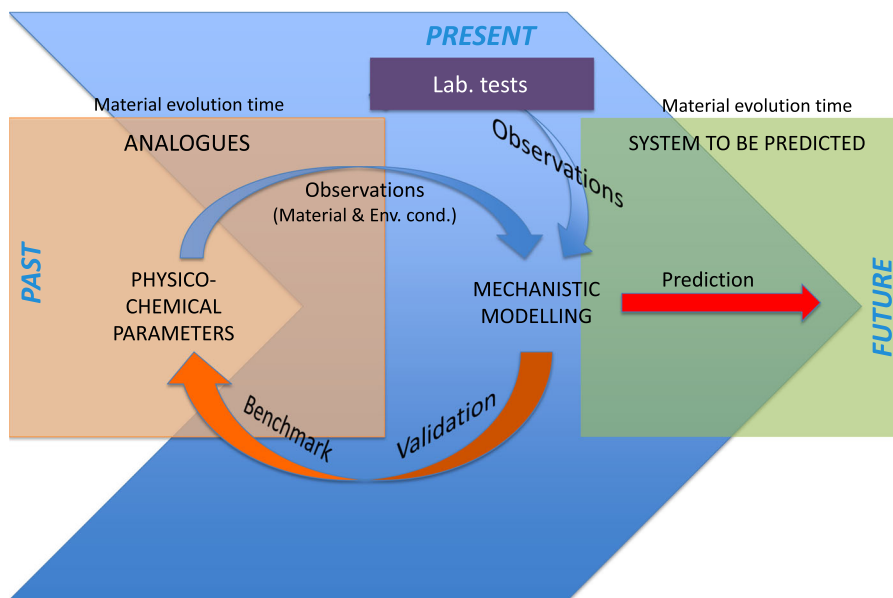 PRESENT
Lab. tests
Material evolution time
Material evolution time
ANALOGUES
SYSTEM TO BE PREDICTED
Observations
Observations
(Material & Env. cond.)
PAST
PHYSICO-
CHEMICAL
PARAMETERS
MECHANISTIC
MODELLING
Prediction
FUTURE
Benchmark
Validation